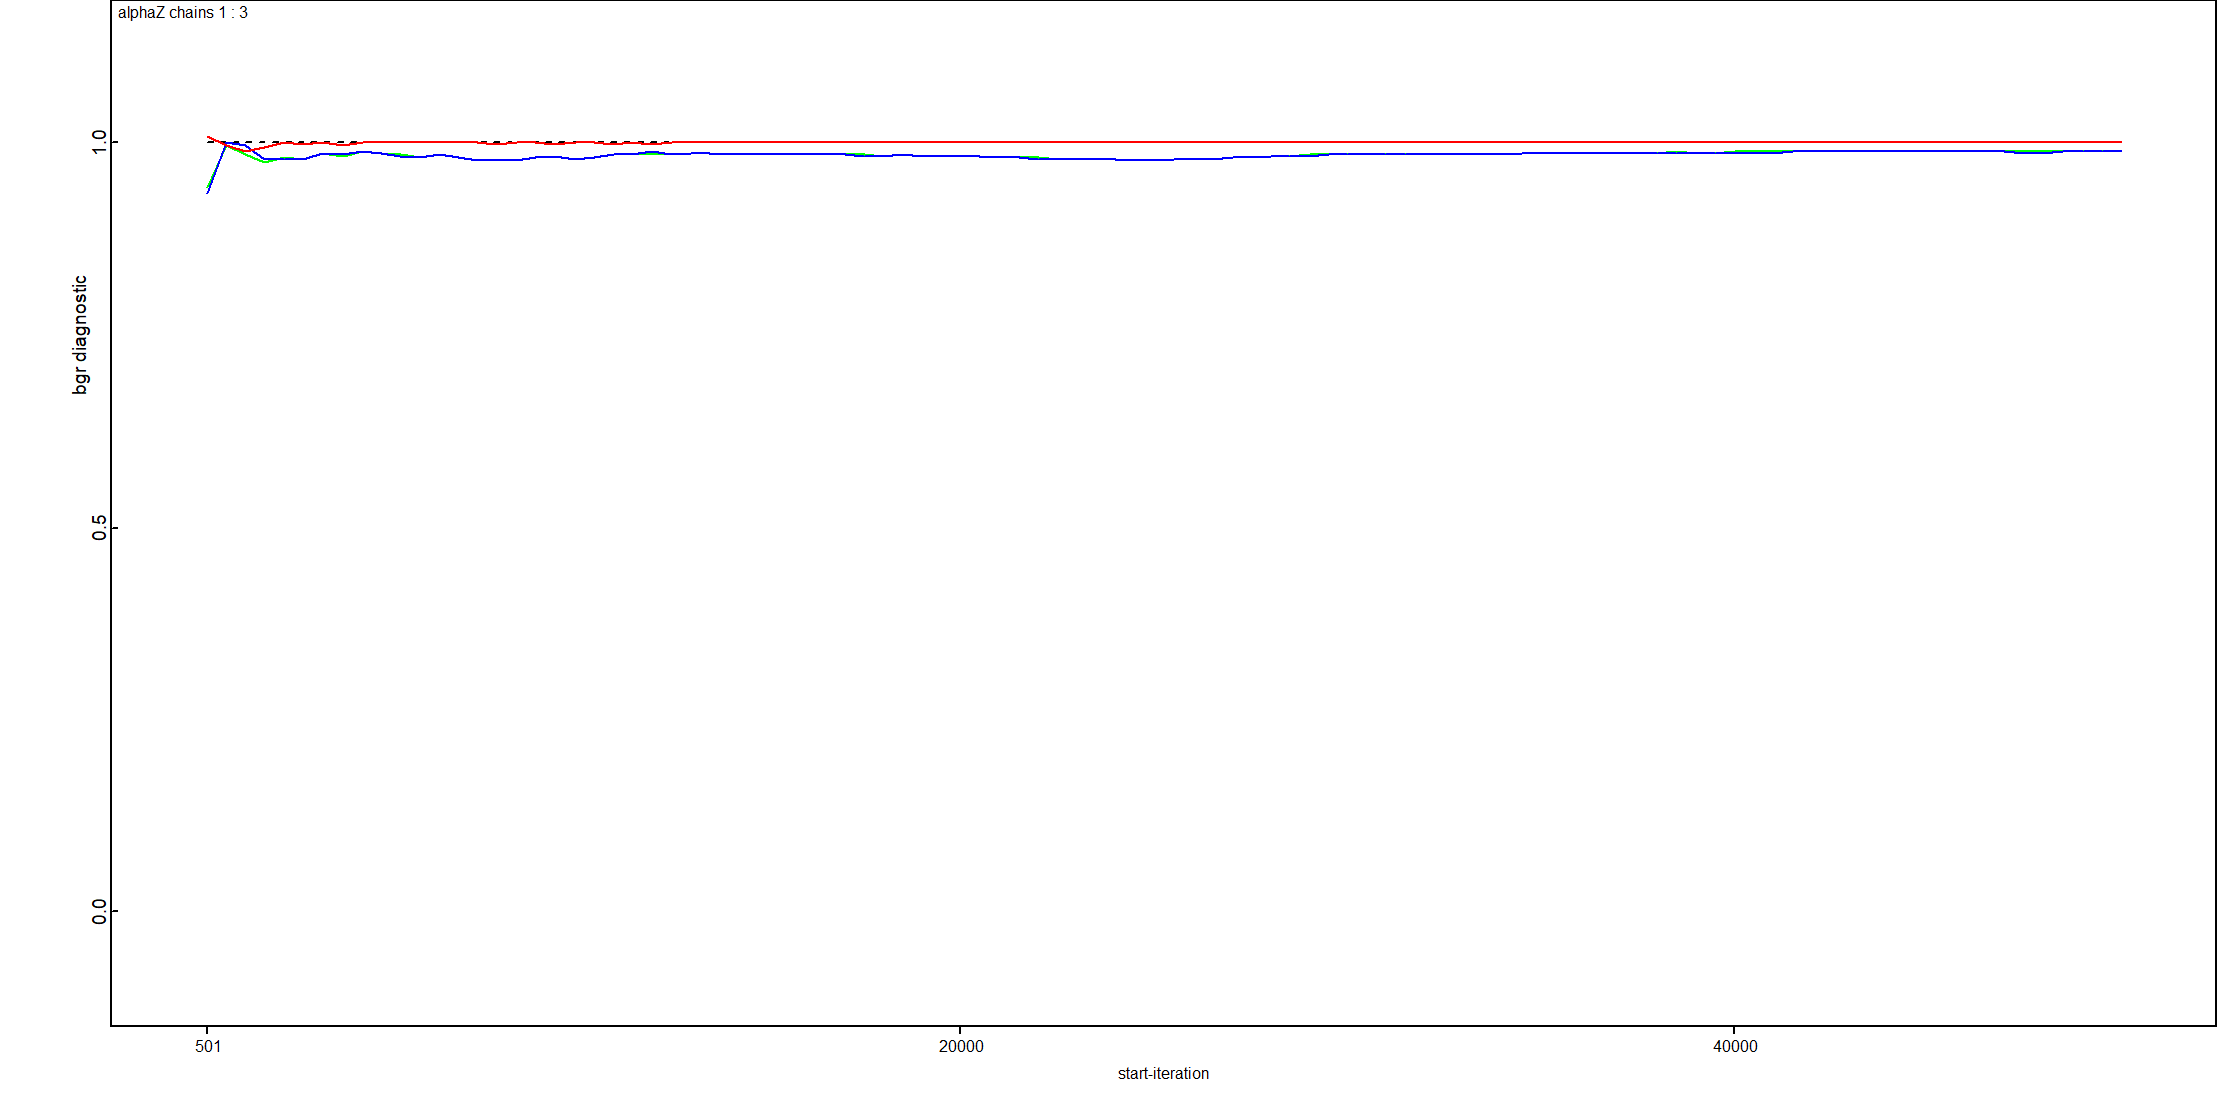 alphaZ chains 1 : 3
1.0
bgr diagnostic
0.5
0.0
501
20000
40000
start-iteration